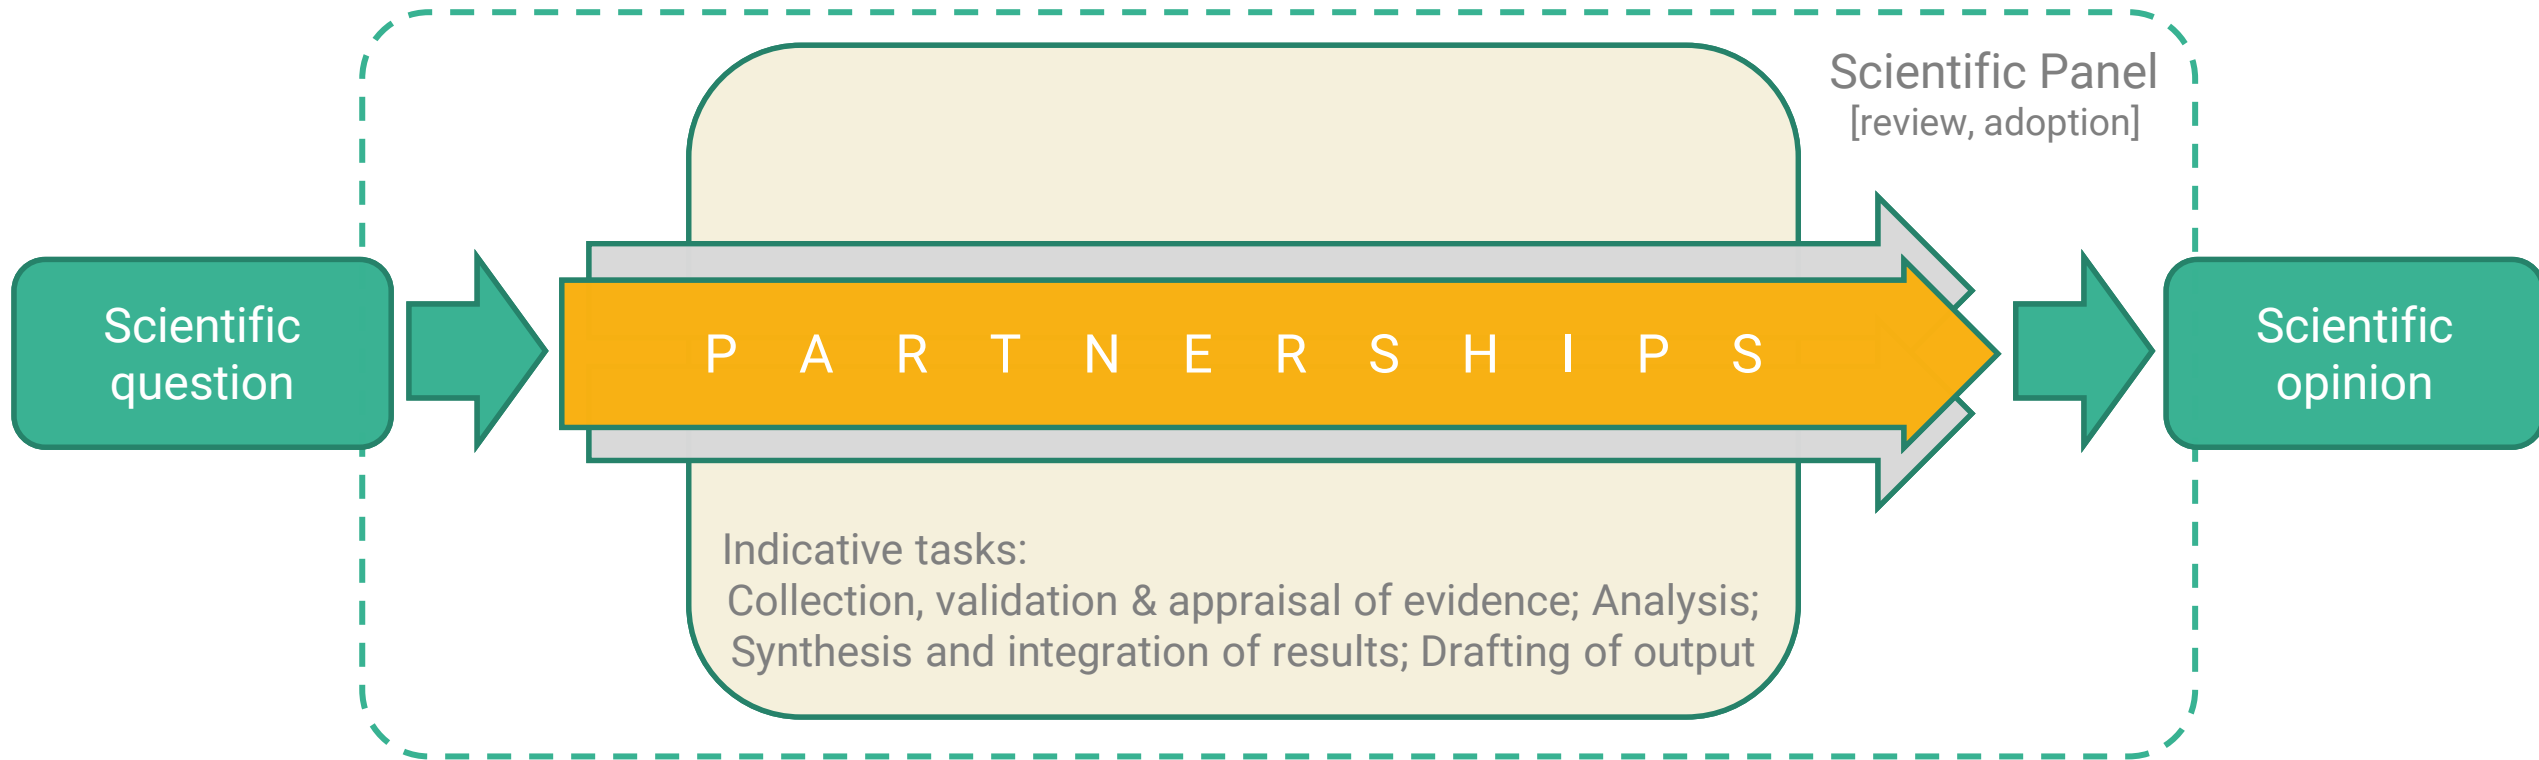 Scientific Panel
[review, adoption]
Scientific
question
P A R T N E R S H I P S
Scientific
opinion
Indicative tasks:
Collection, validation & appraisal of evidence; Analysis;
Synthesis and integration of results; Drafting of output